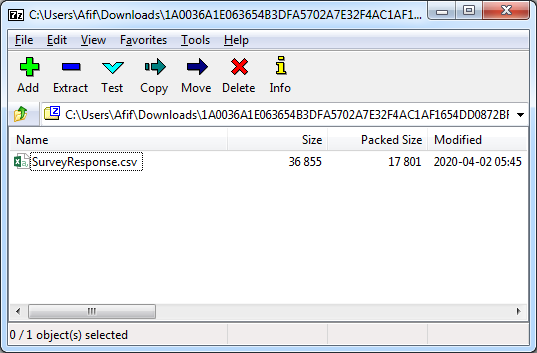 7z C:\Users\Afif\Downloads\1A0036A1E063654B3DFA5702A7E32F4AC1AF1...
File Edit View Favorites Tools Help
Add Extract Test Copy Move Delete Info
C:\Users\Afif\Downloads\1A0036A1E063654B3DFA5702A7E32F4AC1AF1654DD0872BF
Name Size Packed Size Modified
SurveyResponse.csv 36 855 17 801 2020-04-02 05:45
0 / 1 object(s) selected